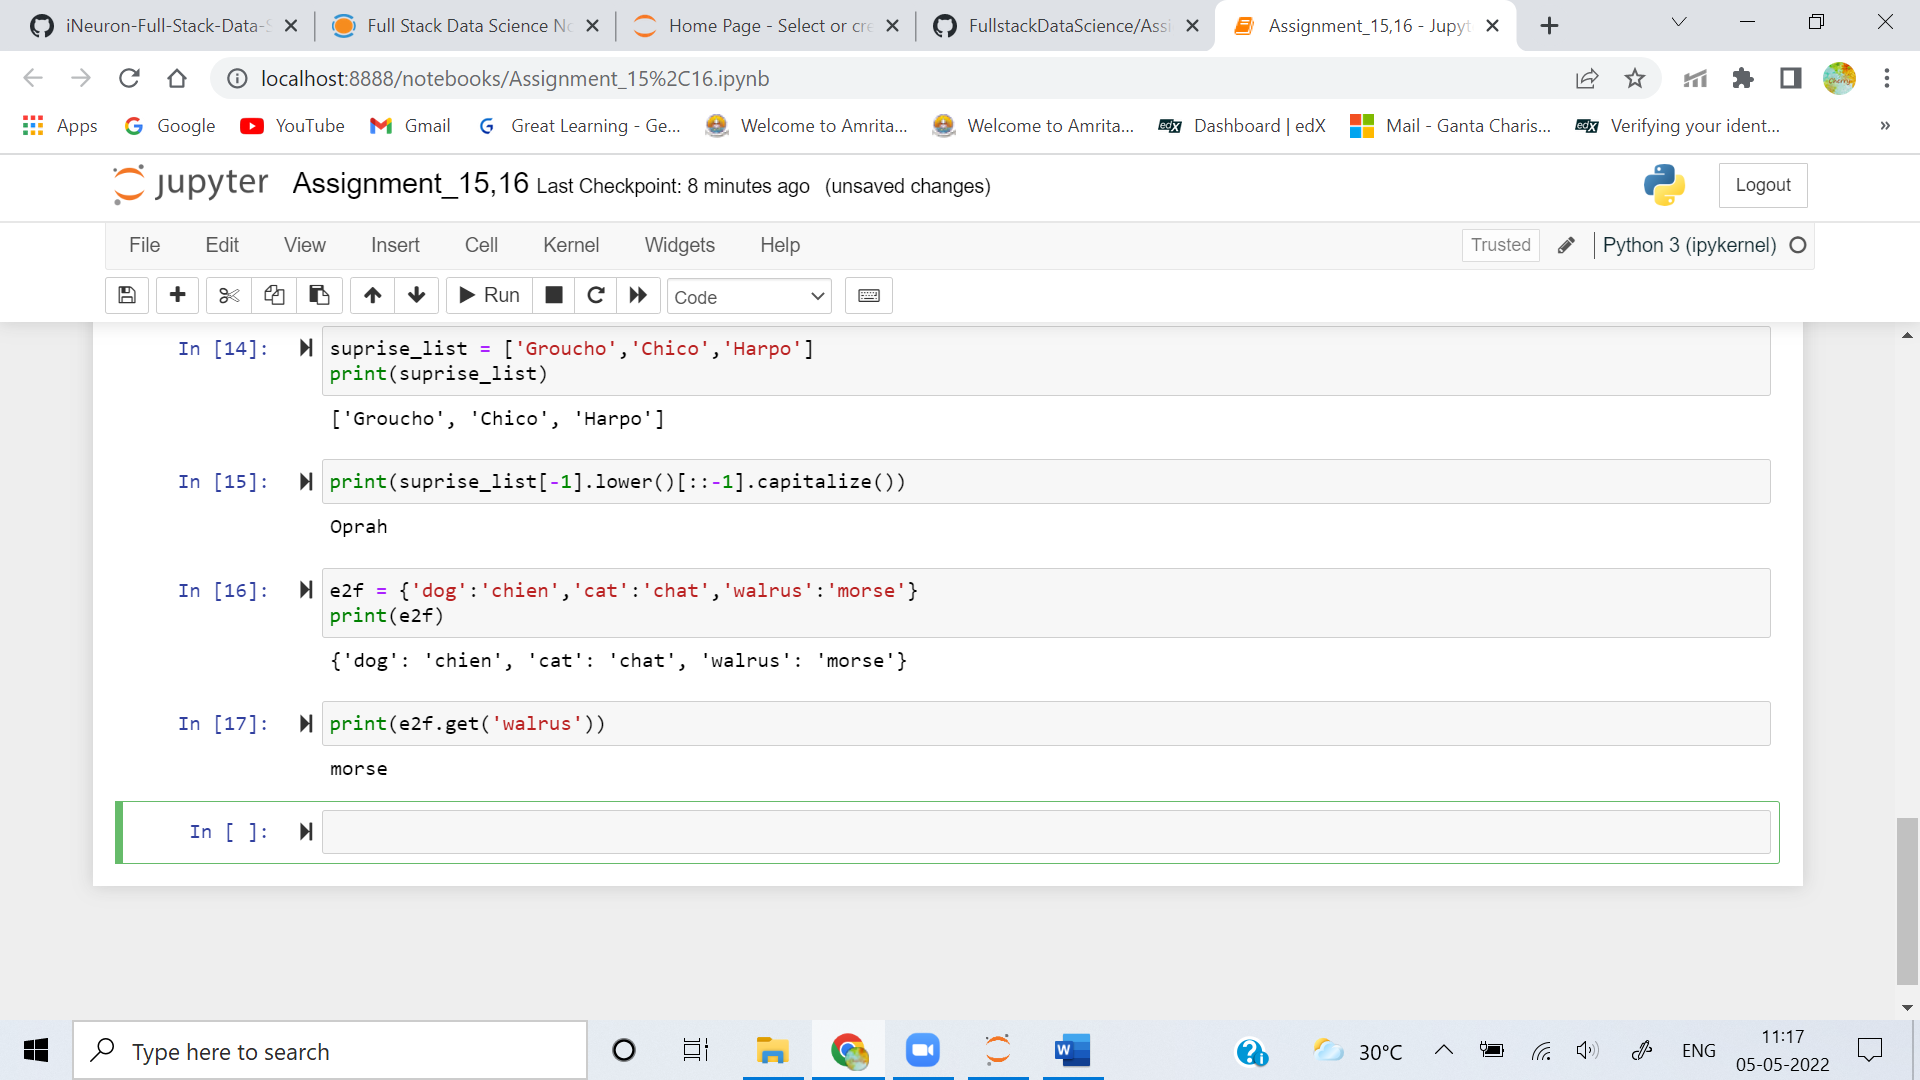 iNeuron-Full-Stack-Data-S
Full Stack Data Science No
Home Page - Select or cre
FullstackDataScience/Assi
Assignment_15,16 - Jupyt
localhost:8888/notebooks/Assignment_15%2C16.ipynb
Apps
Google
YouTube
Gmail
Great Learning - Ge...
Welcome to Amrita...
Welcome to Amrita...
edX Dashboard | edX
Mail - Ganta Charis...
edX Verifying your ident...
»
jupyter Assignment_15,16 Last Checkpoint: 8 minutes ago (unsaved changes)
Logout
File Edit View Insert Cell Kernel Widgets Help
Trusted
Python 3 (ipykernel)
Run
Code
In [14]: suprise_list = ['Groucho','Chico','Harpo']
print(suprise_list)
['Groucho', 'Chico', 'Harpo']
In [15]: print(suprise_list[-1].lower()[::-1].capitalize())
Oprah
In [16]: e2f = {'dog':'chien','cat':'chat','walrus':'morse'}
print(e2f)
{'dog': 'chien', 'cat': 'chat', 'walrus': 'morse'}
In [17]: print(e2f.get('walrus'))
morse
In [ ]:
Type here to search
30°C
ENG
11:17
05-05-2022